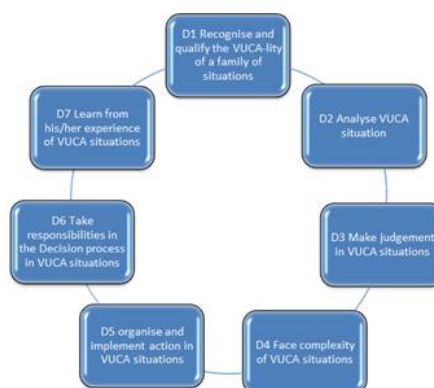 D1 Recognise and
qualify the VUCA-lity
of a family of
situations
D2 Analyse VUCA
situation
D3 Make judgement
in VUCA situations
D4 Face complexity
of VUCA situations
D5 organise and
implement action in
VUCA situations
D6 Take
responsibilities in
the Decision process
in VUCA situations
D7 Learn from
his/her experience
of VUCA situations